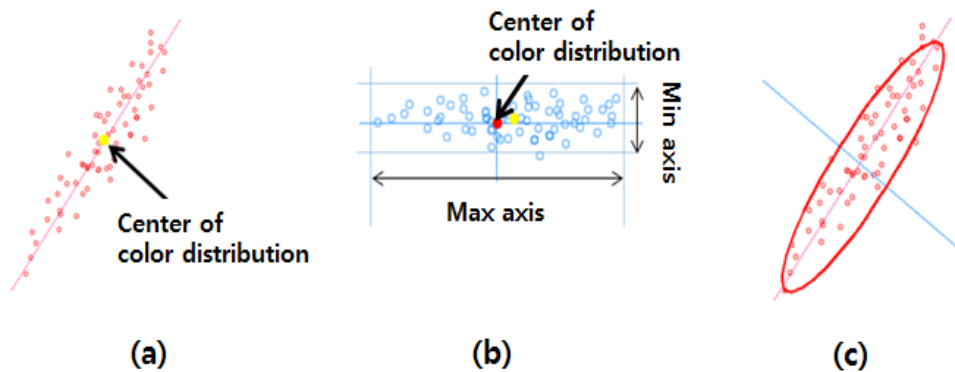 Center of
color distribution
(a)
Center of
color distribution
Min axis
Max axis
(b)
(c)